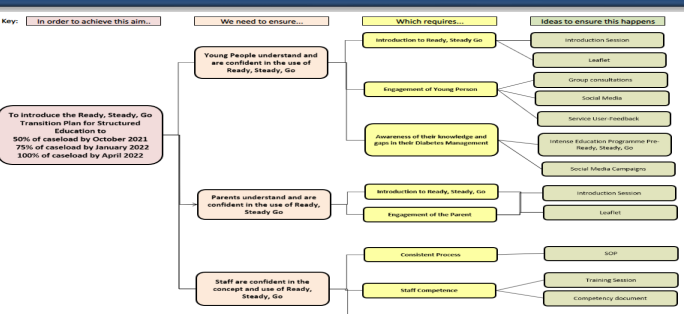 Key: In order to achieve this aim.. We need to ensure... Which requires... Ideas to ensure this happens
To introduce the Ready, Steady, Go
Transition Plan for Structured
Education to
50% of caseload by October 2021
75% of caseload by January 2022
100% of caseload by April 2022
Young People understand and
are confident in the use of
Ready, Steady, Go
Introduction to Ready, Steady Go
Introduction Session
Leaflet
Engagement of Young Person
Group consultations
Social Media
Service User-Feedback
Awareness of their knowledge and
gaps in their Diabetes Management
Intense Education Programme Pre-
Ready, Steady, Go
Social Media Campaigns
Parents understand and are
confident in the use of Ready,
Steady Go
Introduction to Ready, Steady, Go
Engagement of the Parent
Introduction Session
Leaflet
Staff are confident in the
concept and use of Ready,
Steady, Go
Consistent Process
SOP
Staff Competence
Training Session
Competency document